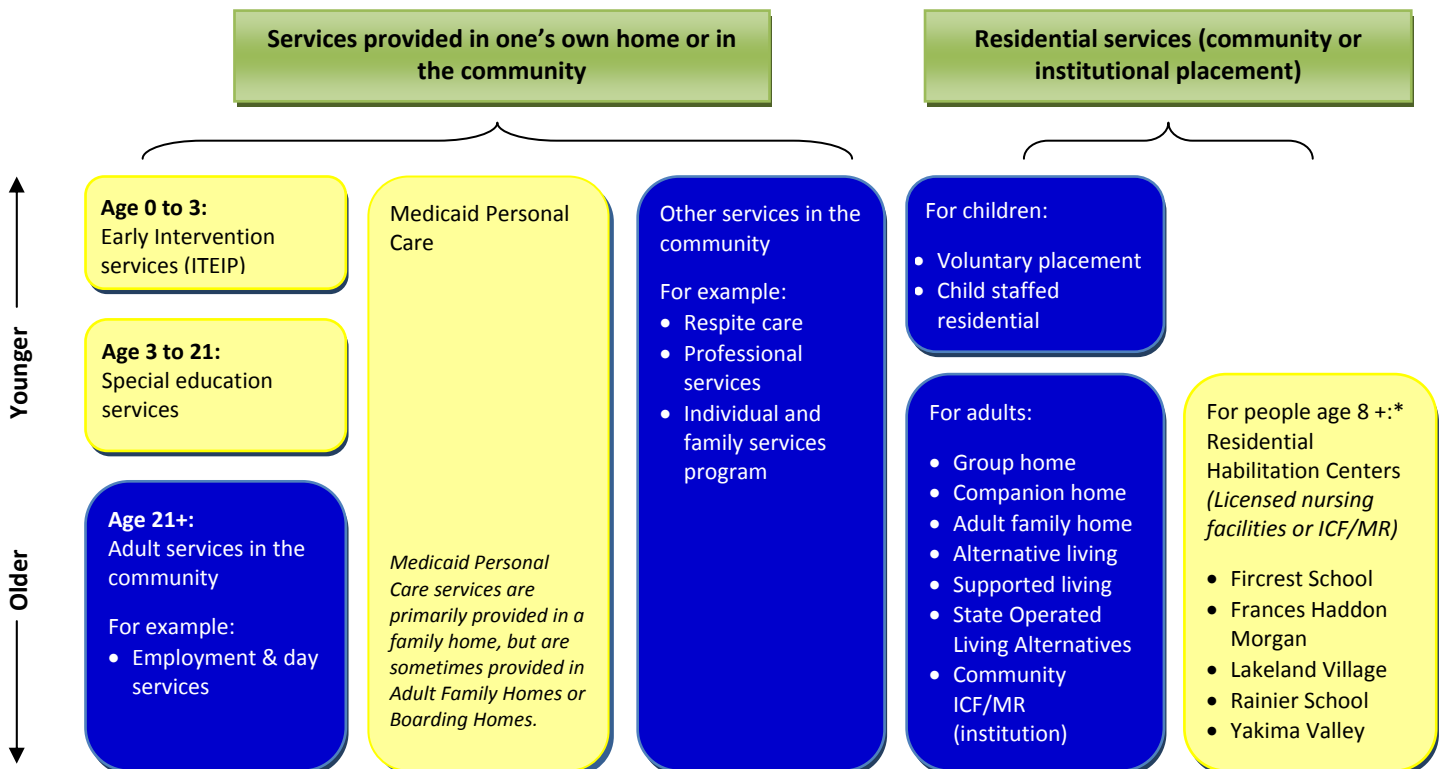 Services provided in one's own home or in
the community
Residential services (community or
institutional placement)
Younger
Older
Age 0 to 3:
Early Intervention
services (ITEIP)
Age 3 to 21:
Special education
services
Age 21+:
Adult services in the
community
For example:
• Employment & day
services
Medicaid Personal
Care
Medicaid Personal
Care services are
primarily provided in a
family home, but are
sometimes provided in
Adult Family Homes or
Boarding Homes.
Other services in the
community
For example:
• Respite care
• Professional
services
• Individual and
family services
program
For children:
• Voluntary placement
• Child staffed
residential
For adults:
• Group home
• Companion home
• Adult family home
• Alternative living
• Supported living
• State Operated
Living Alternatives
• Community
ICF/MR
(institution)
For people age 8 +:*
Residential
Habilitation Centers
(Licensed nursing
facilities or ICF/MR)
• Fircrest School
• Frances Haddon
Morgan
• Lakeland Village
• Rainier School
• Yakima Valley